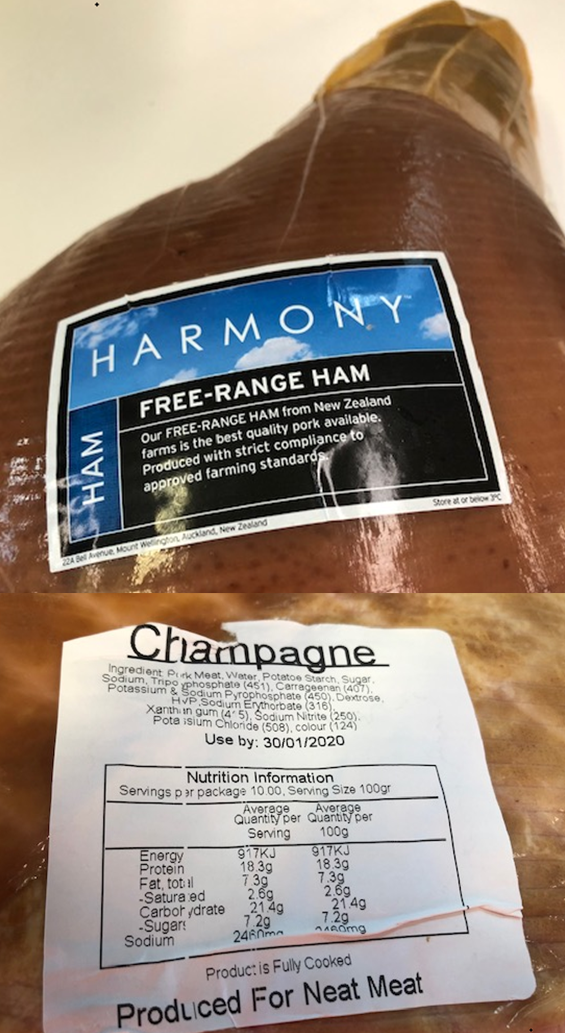 HARMONY
HAM
FREE-RANGE HAM
Our FREE-RANGE HAM from New Zealand
farms is the best quality pork available.
Produced with strict compliance to
approved farming standards.
22A Bell Avenue, Mount Wellington, Auckland, New Zealand
Store at or below 3°C
Champagne
Ingredient Pork Meat, Water, Potatoe Starch, Sugar,
Sodium, Tripolyphosphate (451), Carrageenan (407),
Potassium & Sodium Pyrophosphate (450), Dextrose,
HVP, Sodium Erythorbate (316),
Xanthan gum (415), Sodium Nitrite (250),
Potassium Chloride (508), colour (124)
Use by: 30/01/2020
Nutrition Information
Servings per package 10.00, Serving Size 100gr
Average Average
Quantity per Quantity per
Serving 100g
Energy 917KJ 917KJ
Protein 18.3g 18.3g
Fat, total 7.3g 7.3g
-Saturated 2.6g 2.6g
Carbohydrate 21.4g 21.4g
-Sugars 7.2g 7.2g
Sodium 2460mg 2460mg
Product is Fully Cooked
Produced For Neat Meat